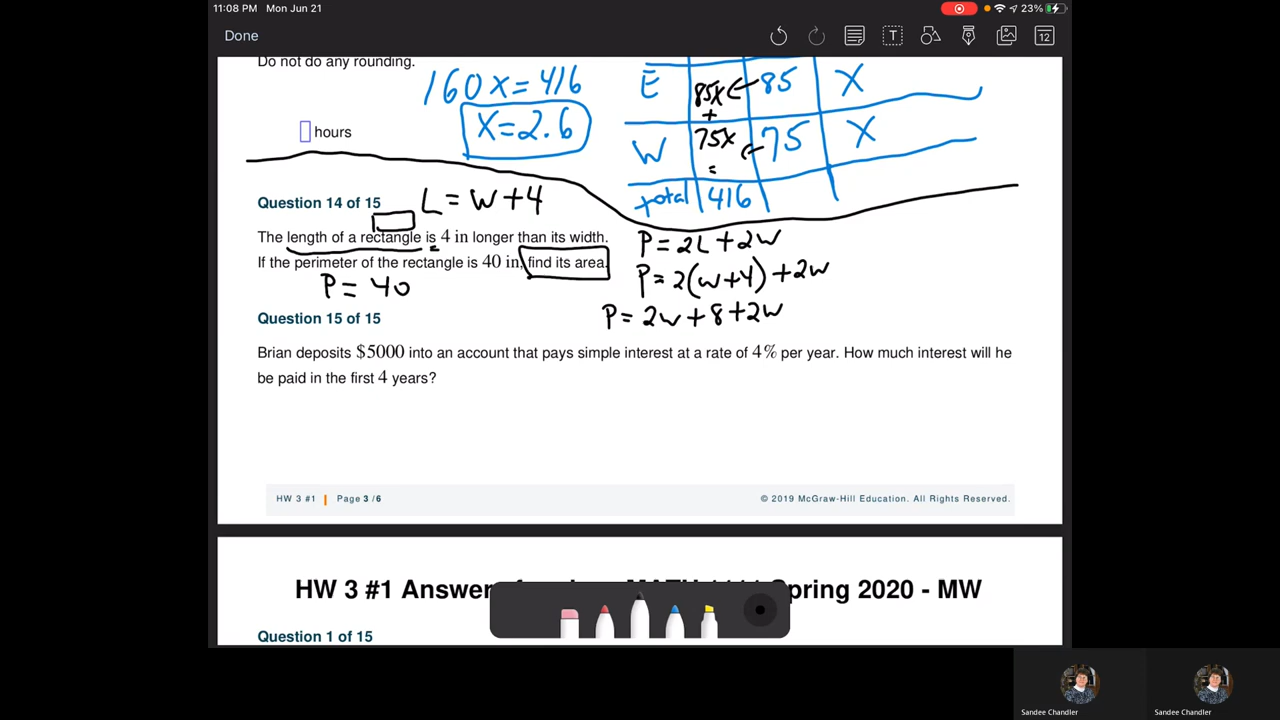 11:08 PM Mon Jun 21
23%
Done
12
Do not do any rounding.
160x = 416
x = 2.6
hours
E 85x ← 85 x
+
W 75x ← 75 x
=
total 416
Question 14 of 15
L = w + 4
The length of a rectangle is 4 in longer than its width.
If the perimeter of the rectangle is 40 in, find its area.
P = 40
P = 2L + 2w
P = 2(w+4) + 2w
P = 2w + 8 + 2w
Question 15 of 15
Brian deposits $5000 into an account that pays simple interest at a rate of 4% per year. How much interest will he
be paid in the first 4 years?
HW 3 #1 | Page 3 /6
© 2019 McGraw-Hill Education. All Rights Reserved.
HW 3 #1 Answer Spring 2020 - MW
Question 1 of 15
Sandee Chandler
Sandee Chandler